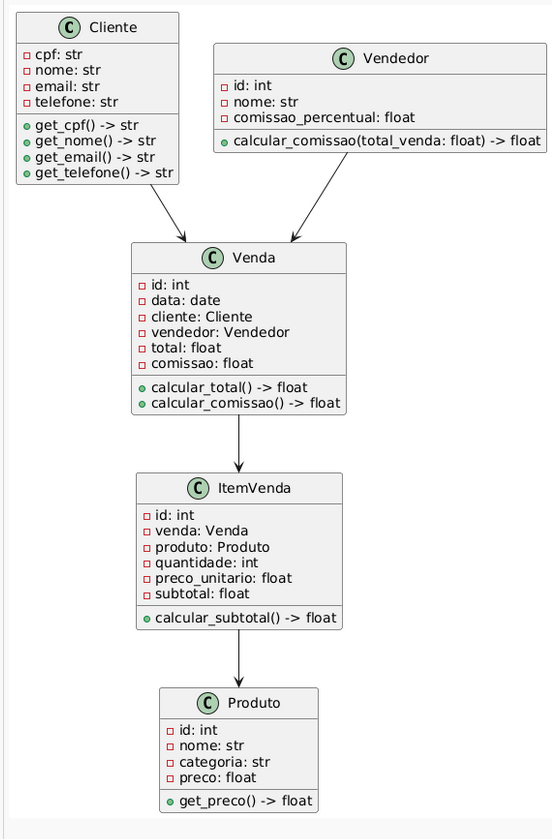 C Cliente
cpf: str
nome: str
email: str
telefone: str
get_cpf() -> str
get_nome() -> str
get_email() -> str
get_telefone() -> str
C Vendedor
id: int
nome: str
comissao_percentual: float
calcular_comissao(total_venda: float) -> float
C Venda
id: int
data: date
cliente: Cliente
vendedor: Vendedor
total: float
comissao: float
calcular_total() -> float
calcular_comissao() -> float
C ItemVenda
id: int
venda: Venda
produto: Produto
quantidade: int
preco_unitario: float
subtotal: float
calcular_subtotal() -> float
C Produto
id: int
nome: str
categoria: str
preco: float
get_preco() -> float